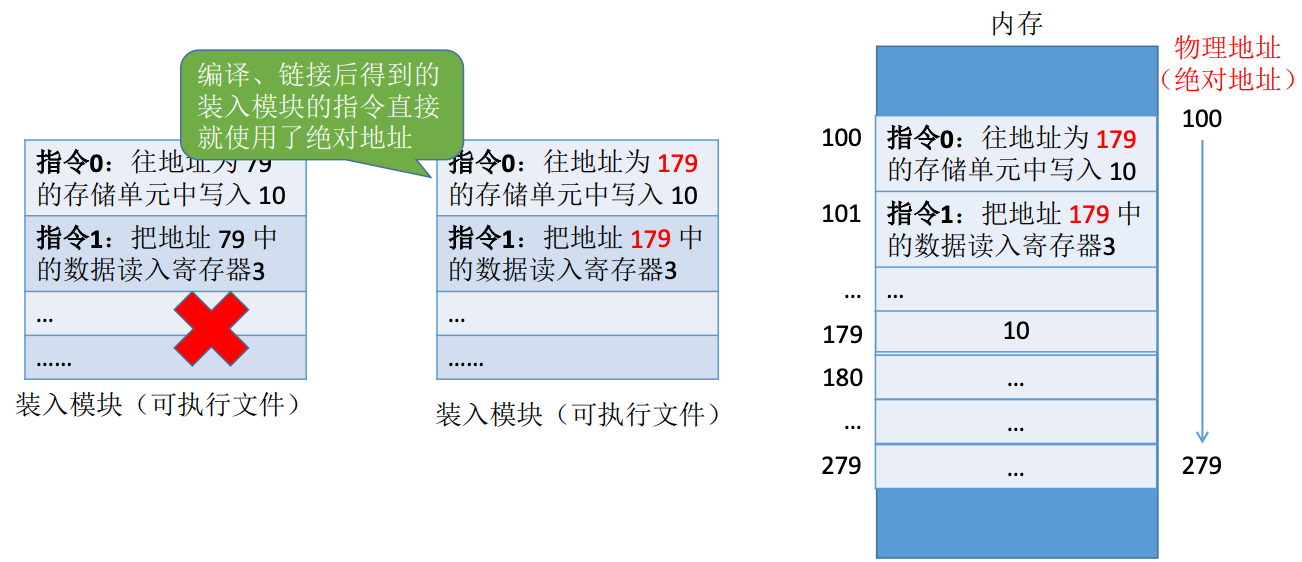 编译、链接后得到的
装入模块的指令直接
就使用了绝对地址
指令0：往地址为 79
的存储单元中写入 10
指令1：把地址 79 中
的数据读入寄存器3
...
......
装入模块（可执行文件）
指令0：往地址为 179
的存储单元中写入 10
指令1：把地址 179 中
的数据读入寄存器3
...
......
装入模块（可执行文件）
内存
物理地址
（绝对地址）
100
指令0：往地址为 179
的存储单元中写入 10
100
101
指令1：把地址 179 中
的数据读入寄存器3
...
...
179
10
180
...
...
...
279
...
279